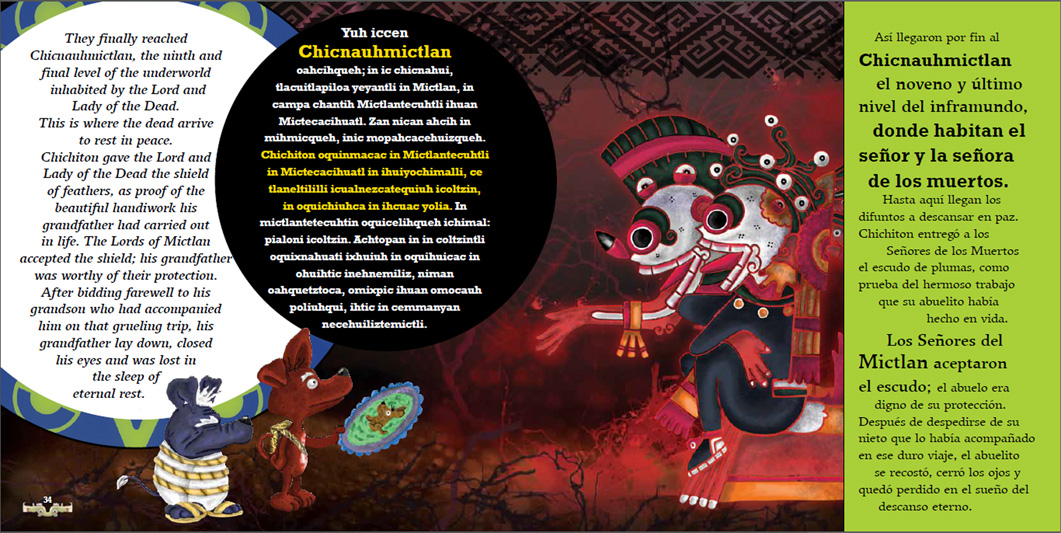 They finally reached
Chicnauhmictlan, the ninth and
final level of the underworld
inhabited by the Lord and
Lady of the Dead.
This is where the dead arrive
to rest in peace.
Chichiton gave the Lord and
Lady of the Dead the shield
of feathers, as proof of the
beautiful handiwork his
grandfather had carried out
in life. The Lords of Mictlan
accepted the shield; his grandfather
was worthy of their protection.
After bidding farewell to his
grandson who had accompanied
him on that grueling trip, his
grandfather lay down, closed
his eyes and was lost in
the sleep of
eternal rest.
Yuh iccen
Chicnauhmictlan
oahcihqueh; in ic chicnahui,
tlacuitlapiloa yeyantli in Mictlan, in
campa chantih Mictlantecuhtli ihuan
Mictecacihuatl. Zan nican ahcih in
mihmicqueh, inic mopahcacehuizqueh.
Chichiton oquinmacac in Mictlantecuhtli
in Mictecacihuatl in ihuiyochimalli, ce
tlaneltililli icualnezcatequiuh icoltzin,
in oquichiuhca in ihcuac yolia. In
mictlantetecuhtin oquicelihqueh ichimal:
pialoni icoltzin. Achtopan in in coltzintli
oquixnahuati ixhuiuh in oquihuicac in
ohuihtic inehnemiliz, niman
oahquetztoca, omixpic ihuan omocauh
poliuhqui, ihtic in cemmanyan
necehuiliztemictli.
Así llegaron por fin al
Chicnauhmictlan
el noveno y último
nivel del inframundo,
donde habitan el
señor y la señora
de los muertos.
Hasta aquí llegan los
difuntos a descansar en paz.
Chichiton entregó a los
Señores de los Muertos
el escudo de plumas, como
prueba del hermoso trabajo
que su abuelito había
hecho en vida.
Los Señores del
Mictlan aceptaron
el escudo; el abuelo era
digno de su protección.
Después de despedirse de su
nieto que lo había acompañado
en ese duro viaje, el abuelito
se recostó, cerró los ojos y
quedó perdido en el sueño del
descanso eterno.
34